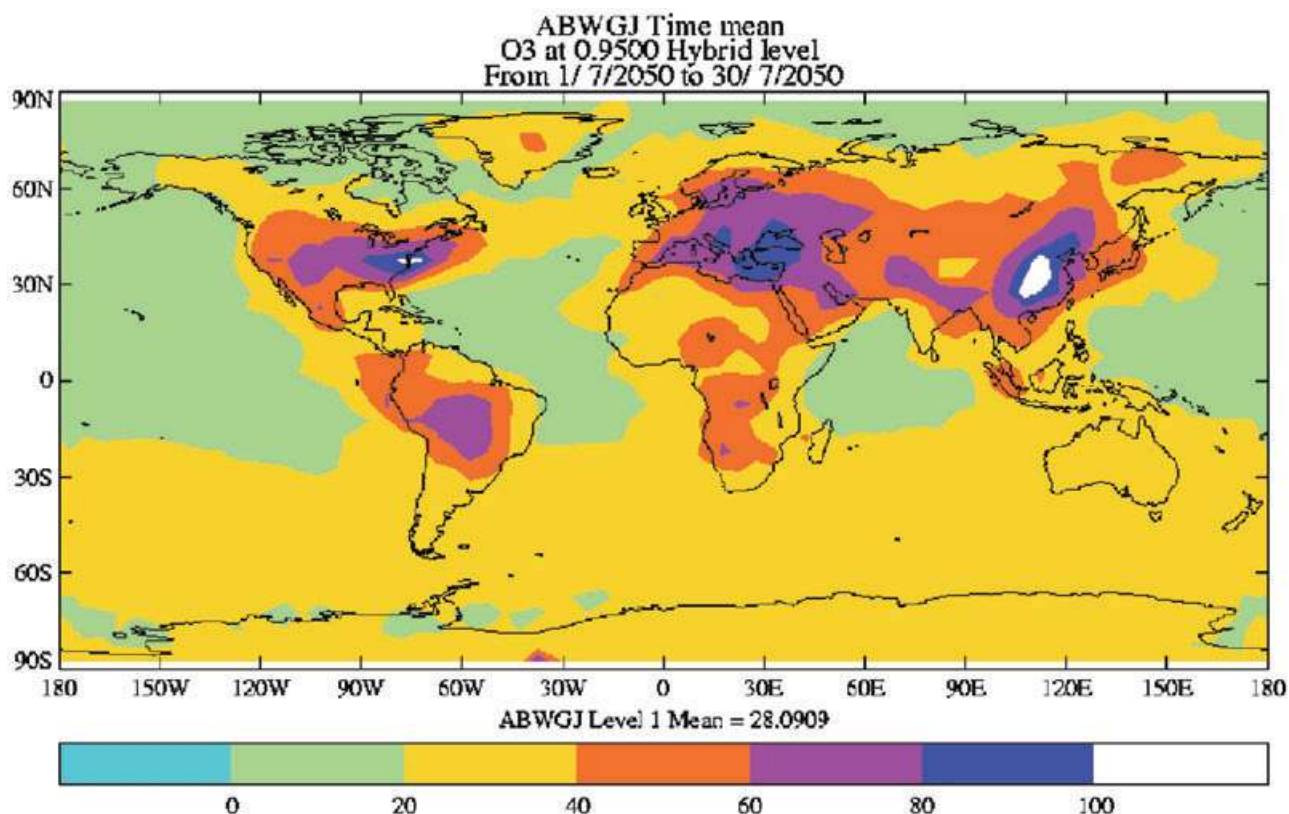 ABWGJ Time mean
O3 at 0.9500 Hybrid level
From 1/ 7/2050 to 30/ 7/2050
90N
60N
30N
0
30S
60S
90S
180 150W 120W 90W 60W 30W 0 30E 60E 90E 120E 150E 180
ABWGJ Level 1 Mean = 28.0909
0 20 40 60 80 100